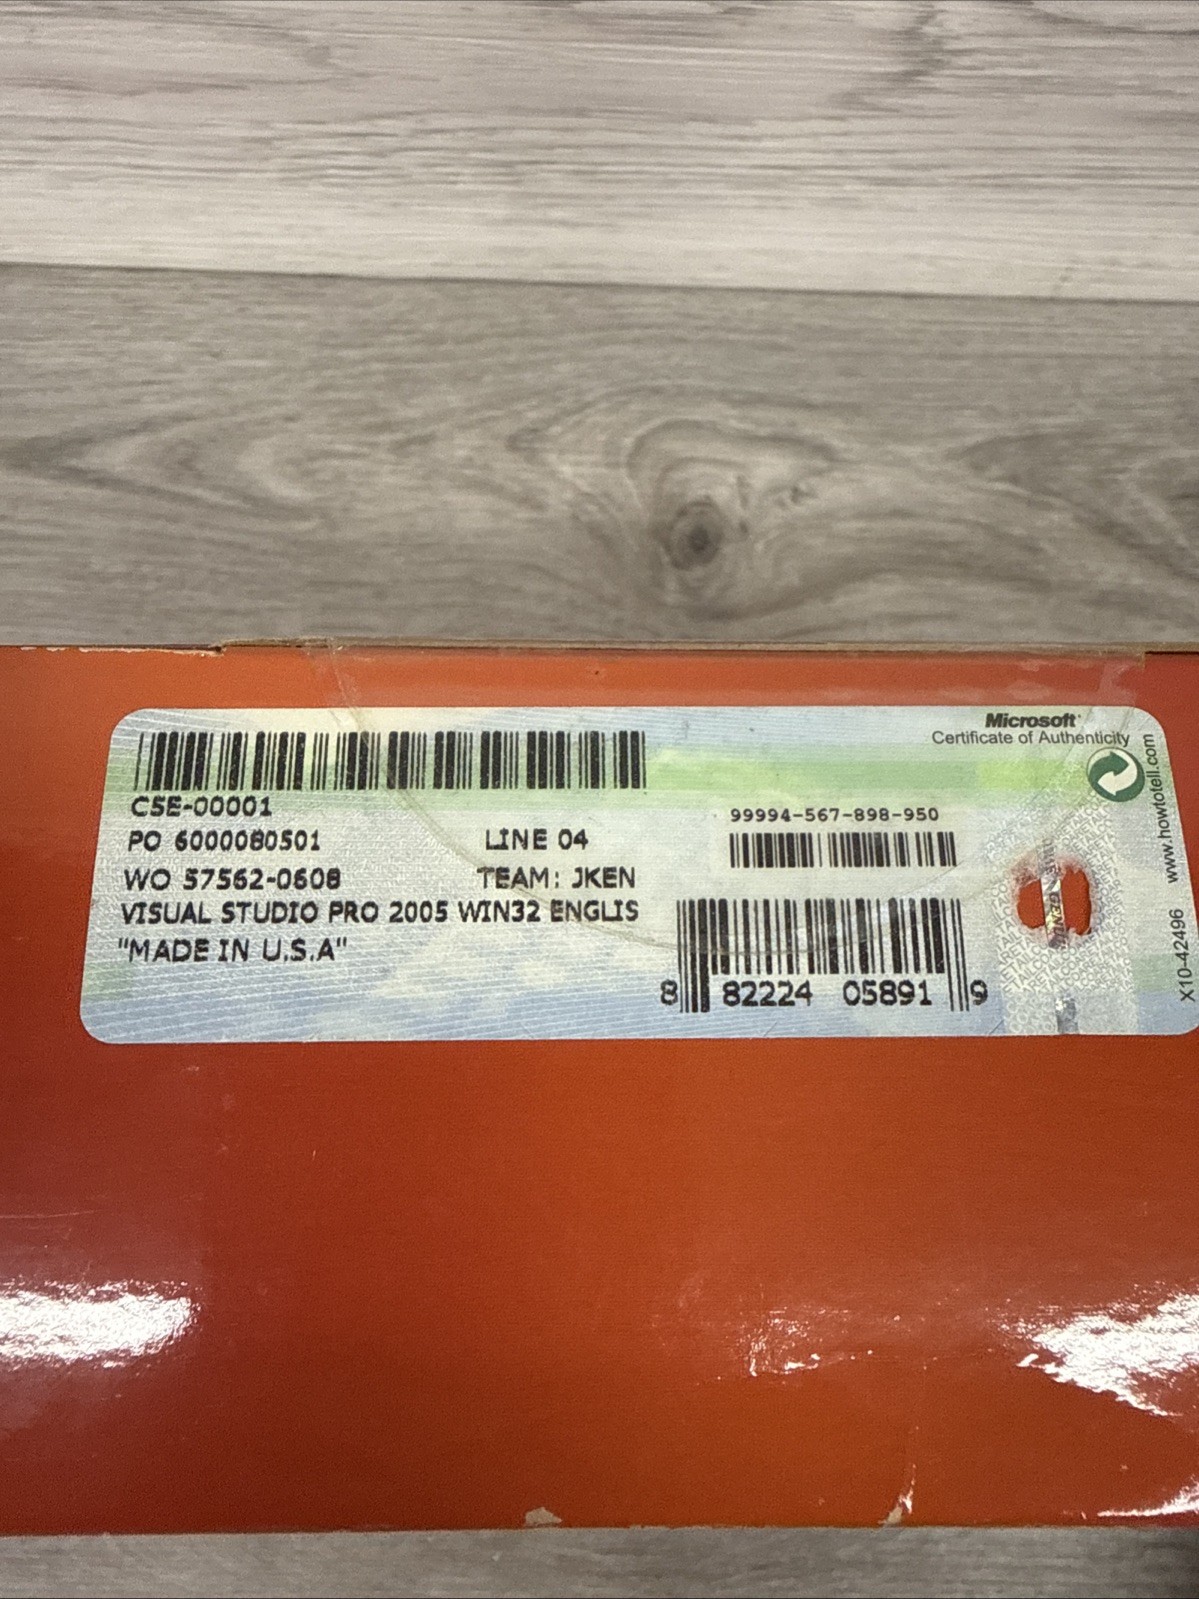 Microsoft
Certificate of Authenticity
C5E-00001
PO 6000080501
LINE 04
WO 57562-0608
TEAM: JKEN
VISUAL STUDIO PRO 2005 WIN32 ENGLIS
"MADE IN U.S.A"
99994-567-898-950
8 82224 05891 9
www.howtotell.com
X10-42496